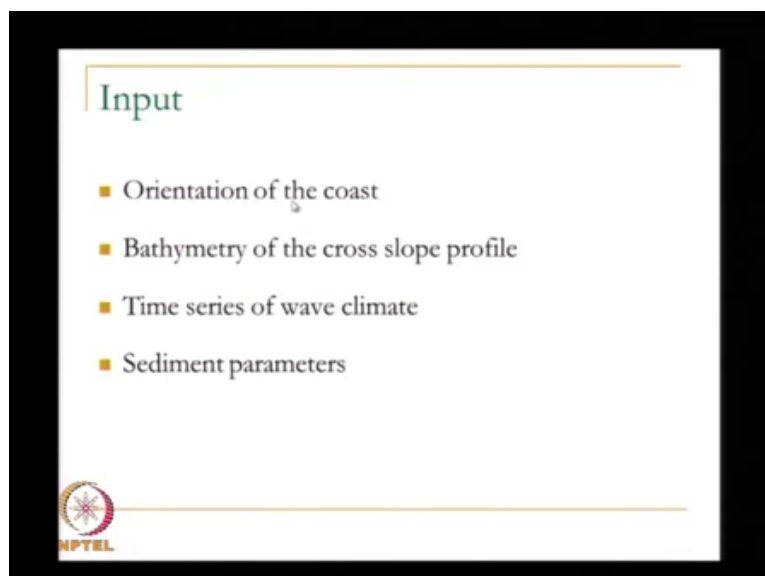 Input
Orientation of the coast
Bathymetry of the cross slope profile
Time series of wave climate
Sediment parameters
NPTEL